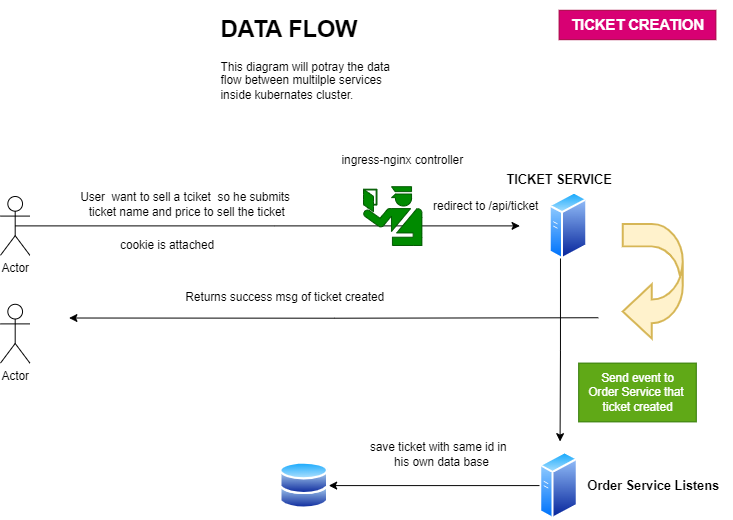 DATA FLOW
TICKET CREATION
This diagram will potray the data
flow between multilple services
inside kubernates cluster.
ingress-nginx controller
TICKET SERVICE
User  want to sell a tciket  so he submits
ticket name and price to sell the ticket
redirect to /api/ticket
cookie is attached
Actor
Returns success msg of ticket created
Actor
Send event to
Order Service that
ticket created
save ticket with same id in
his own data base
Order Service Listens